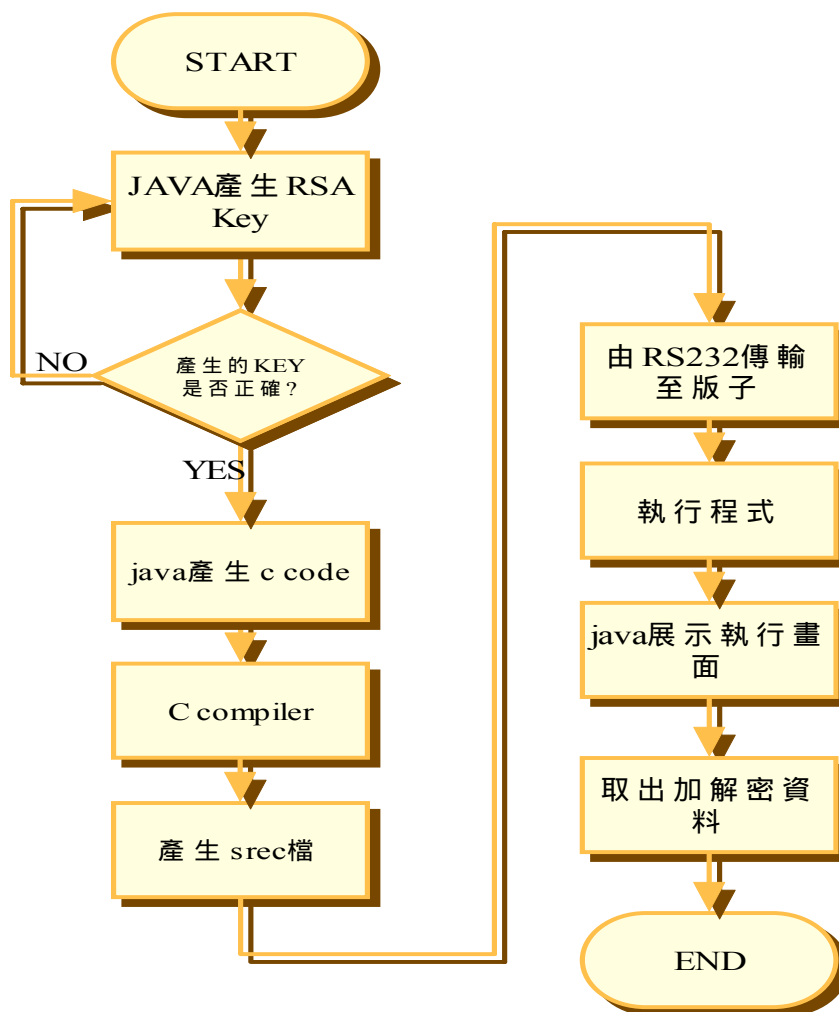 START
JAVA產生RSA
Key
產生的KEY
是否正確?
NO
YES
java產生c code
C compiler
產生srec檔
由RS232傳輸
至版子
執行程式
java展示執行畫
面
取出加解密資
料
END